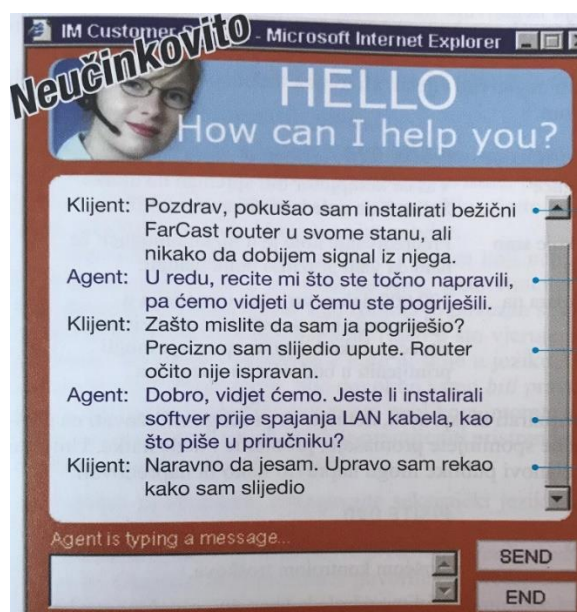 IM Customer - Microsoft Internet Explorer
Neučinkovito
HELLO
How can I help you?
Klijent: Pozdrav, pokušao sam instalirati bežični
FarCast router u svome stanu, ali
nikako da dobijem signal iz njega.
Agent: U redu, recite mi što ste točno napravili,
pa ćemo vidjeti u čemu ste pogriješili.
Klijent: Zašto mislite da sam ja pogriješio?
Precizno sam slijedio upute. Router
očito nije ispravan.
Agent: Dobro, vidjet ćemo. Jeste li instalirali
softver prije spajanja LAN kabela, kao
što piše u priručniku?
Klijent: Naravno da jesam. Upravo sam rekao
kako sam slijedio
Agent is typing a message...
SEND
END